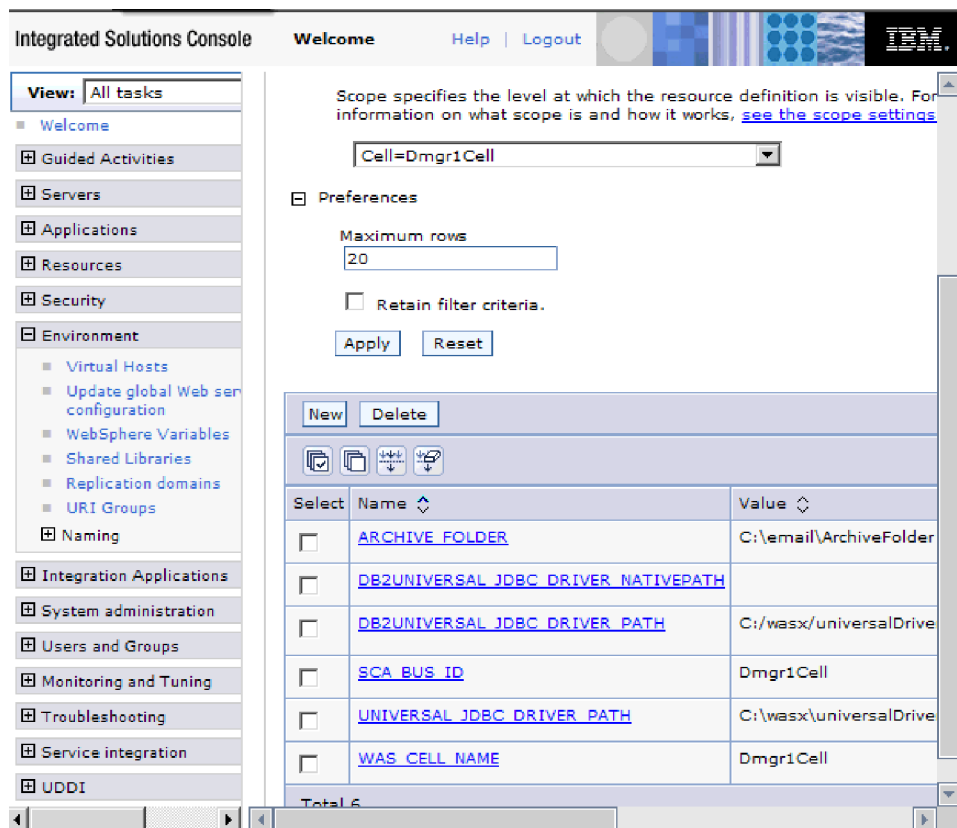 Integrated Solutions Console Welcome Help | Logout IBM.
View: All tasks
Welcome
Guided Activities
Servers
Applications
Resources
Security
Environment
Virtual Hosts
Update global Web ser
configuration
WebSphere Variables
Shared Libraries
Replication domains
URI Groups
Naming
Integration Applications
System administration
Users and Groups
Monitoring and Tuning
Troubleshooting
Service integration
UDDI
Scope specifies the level at which the resource definition is visible. For
information on what scope is and how it works, see the scope settings
Cell=Dmgr1Cell
Preferences
Maximum rows
20
Retain filter criteria.
Apply Reset
New Delete
Select Name Value
ARCHIVE_FOLDER C:\email\ArchiveFolder
DB2UNIVERSAL_JDBC_DRIVER_NATIVEPATH
DB2UNIVERSAL_JDBC_DRIVER_PATH C:/wasx/universalDrive
SCA_BUS_ID Dmgr1Cell
UNIVERSAL_JDBC_DRIVER_PATH C:\wasx\universalDrive
WAS_CELL_NAME Dmgr1Cell
Total 6